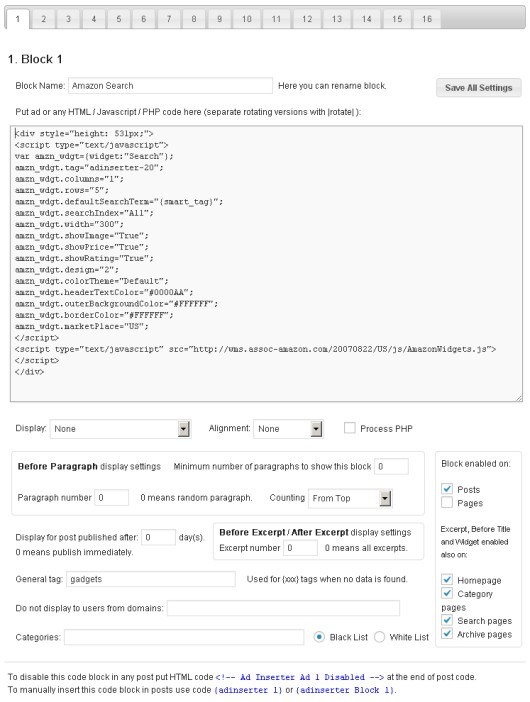 1 2 3 4 5 6 7 8 9 10 11 12 13 14 15 16
1. Block 1
Block Name: Amazon Search Here you can rename block. Save All Settings
Put ad or any HTML / Javascript / PHP code here (separate rotating versions with |rotate| ):
<div style="height: 531px;">
<script type="text/javascript">
var amzn_wdgt={widget:"Search"};
amzn_wdgt.tag="adinserter-20";
amzn_wdgt.columns="1";
amzn_wdgt.rows="5";
amzn_wdgt.defaultSearchTerm="{smart_tag}";
amzn_wdgt.searchIndex="All";
amzn_wdgt.width="300";
amzn_wdgt.showImage="True";
amzn_wdgt.showPrice="True";
amzn_wdgt.showRating="True";
amzn_wdgt.design="2";
amzn_wdgt.colorTheme="Default";
amzn_wdgt.headerTextColor="#0000AA";
amzn_wdgt.outerBackgroundColor="#FFFFFF";
amzn_wdgt.borderColor="#FFFFFF";
amzn_wdgt.marketPlace="US";
</script>
<script type="text/javascript" src="http://wms.assoc-amazon.com/20070822/US/js/AmazonWidgets.js">
</script>
</div>
Display: None Alignment: None Process PHP
Before Paragraph display settings Minimum number of paragraphs to show this block 0
Paragraph number 0 0 means random paragraph. Counting From Top
Display for post published after: 0 day(s).
0 means publish immediately.
Before Excerpt / After Excerpt display settings
Excerpt number 0 0 means all excerpts.
General tag: gadgets Used for {xxx} tags when no data is found.
Do not display to users from domains:
Categories: Black List White List
Block enabled on:
Posts
Pages
Excerpt, Before Title
and Widget enabled
also on:
Homepage
Category
pages
Search pages
Archive pages
To disable this code block in any post put HTML code <!-- Ad Inserter Ad 1 Disabled --> at the end of post code.
To manually insert this code block in posts use code {adinserter 1} or {adinserter Block 1}.